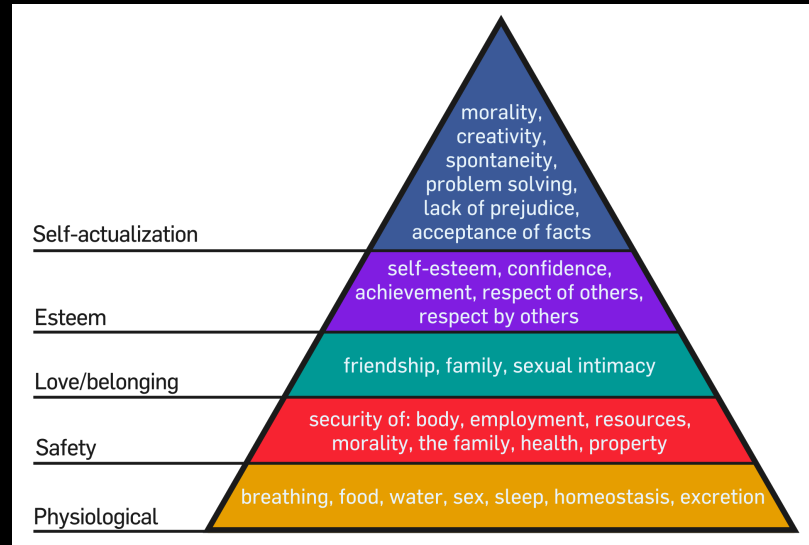 morality,
creativity,
spontaneity,
problem solving,
lack of prejudice,
acceptance of facts
Self-actualization
self-esteem, confidence,
achievement, respect of others,
respect by others
Esteem
friendship, family, sexual intimacy
Love/belonging
security of: body, employment, resources,
morality, the family, health, property
Safety
breathing, food, water, sex, sleep, homeostasis, excretion
Physiological